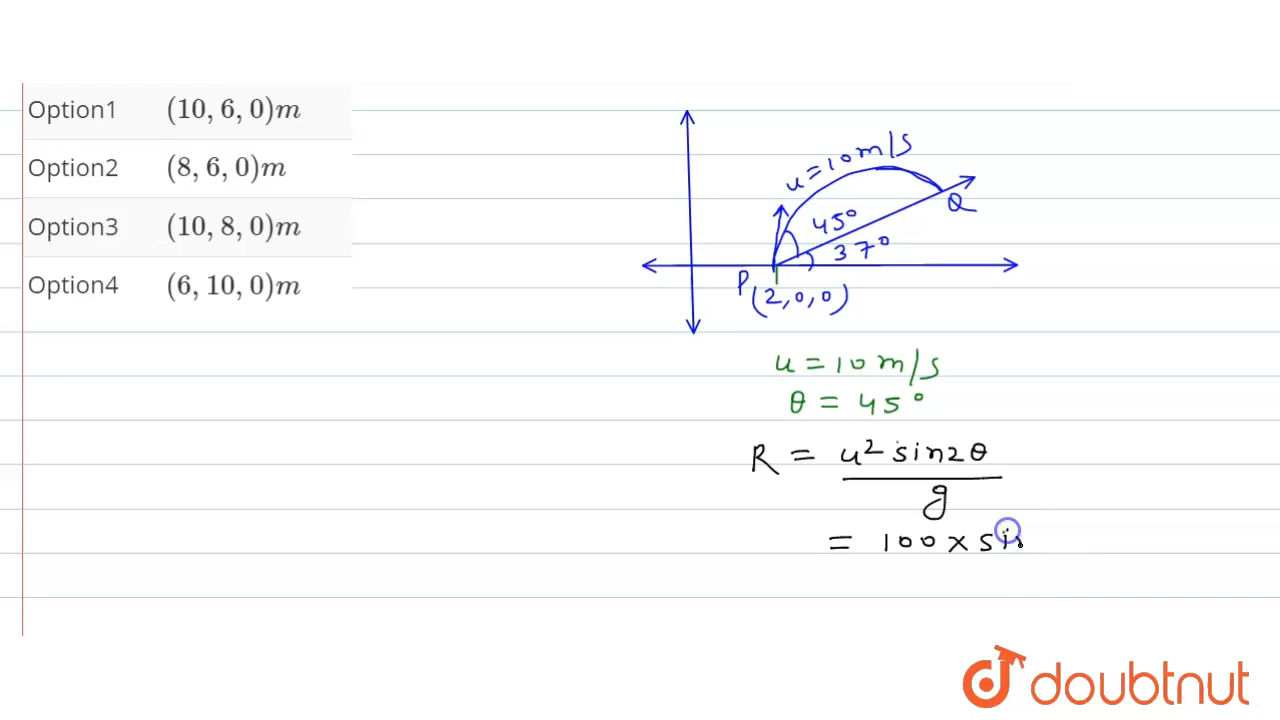 Option1 (10, 6, 0)m
Option2 (8, 6, 0)m
Option3 (10, 8, 0)m
Option4 (6, 10, 0)m
u=10m/s
45°
37°
Q
P
(2,0,0)
u = 10 m/s
θ = 45°
R = u² sin2θ
g
= 100 × sin
doubtnut